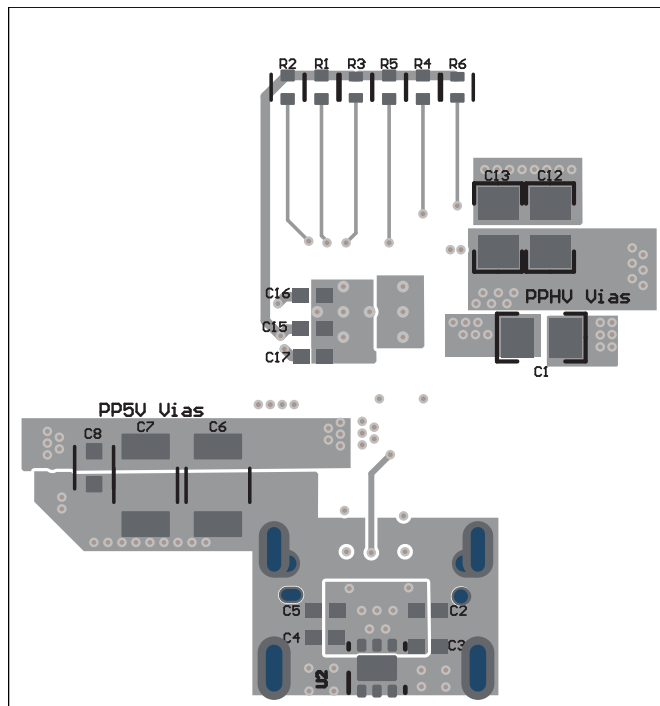 R2 R1 R3 R5 R4 R6
C13 C12
C16
PPHV Vias
C15
C17
C1
PP5V Vias
C8 C7 C6
C5 C2
C4 C3
U2